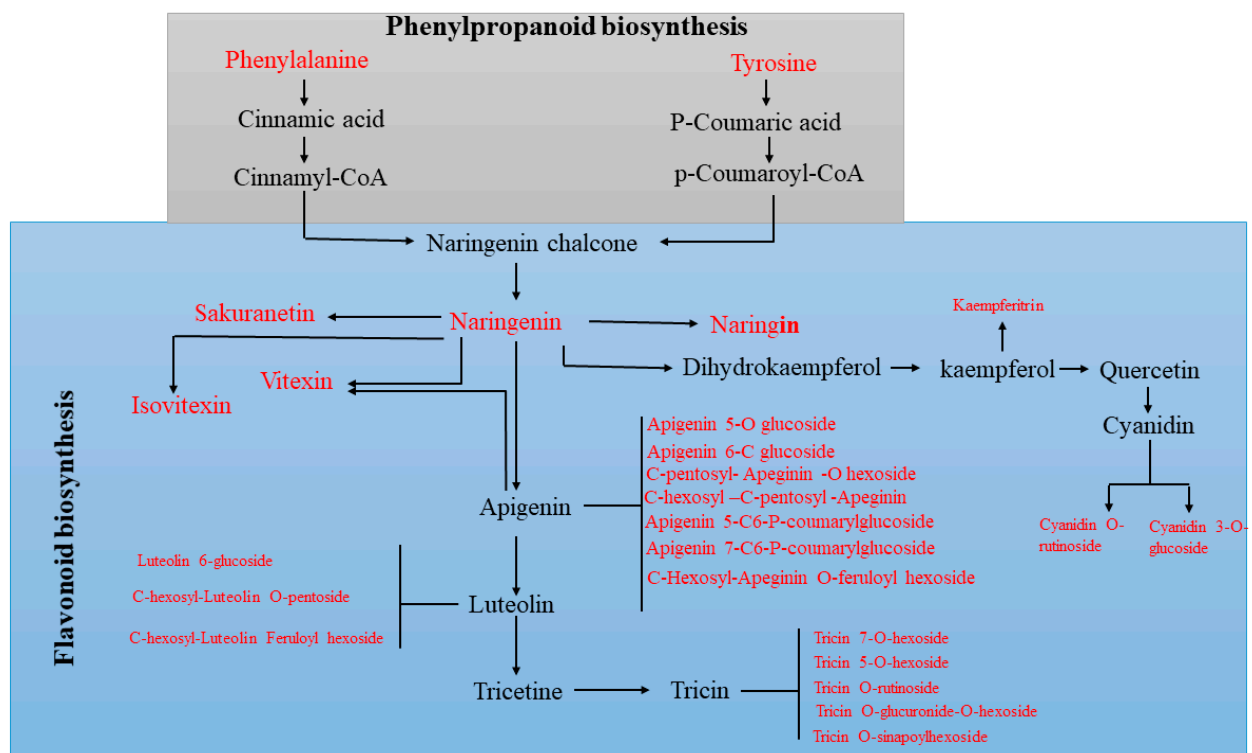 Phenylpropanoid biosynthesis
Phenylalanine
Tyrosine
Cinnamic acid
P-Coumaric acid
Cinnamyl-CoA
p-Coumaroyl-CoA
Naringenin chalcone
Sakuranetin
Naringenin
Naringin
Kaempferitrin
Dihydrokaempferol
kaempferol
Quercetin
Vitexin
Isovitexin
Cyanidin
Apigenin 5-O glucoside
Apigenin 6-C glucoside
C-pentosyl- Apeginin -O hexoside
C-hexosyl –C-pentosyl -Apeginin
Apigenin 5-C6-P-coumarylglucoside
Apigenin 7-C6-P-coumarylglucoside
C-Hexosyl-Apeginin O-feruloyl hexoside
Apigenin
Cyanidin O-
rutinoside
Cyanidin 3-O-
glucoside
Luteolin 6-glucoside
C-hexosyl-Luteolin O-pentoside
C-hexosyl-Luteolin Feruloyl hexoside
Luteolin
Tricetine
Tricin
Tricin 7-O-hexoside
Tricin 5-O-hexoside
Tricin O-rutinoside
Tricin O-glucuronide-O-hexoside
Tricin O-sinapoylhexoside
Flavonoid biosynthesis